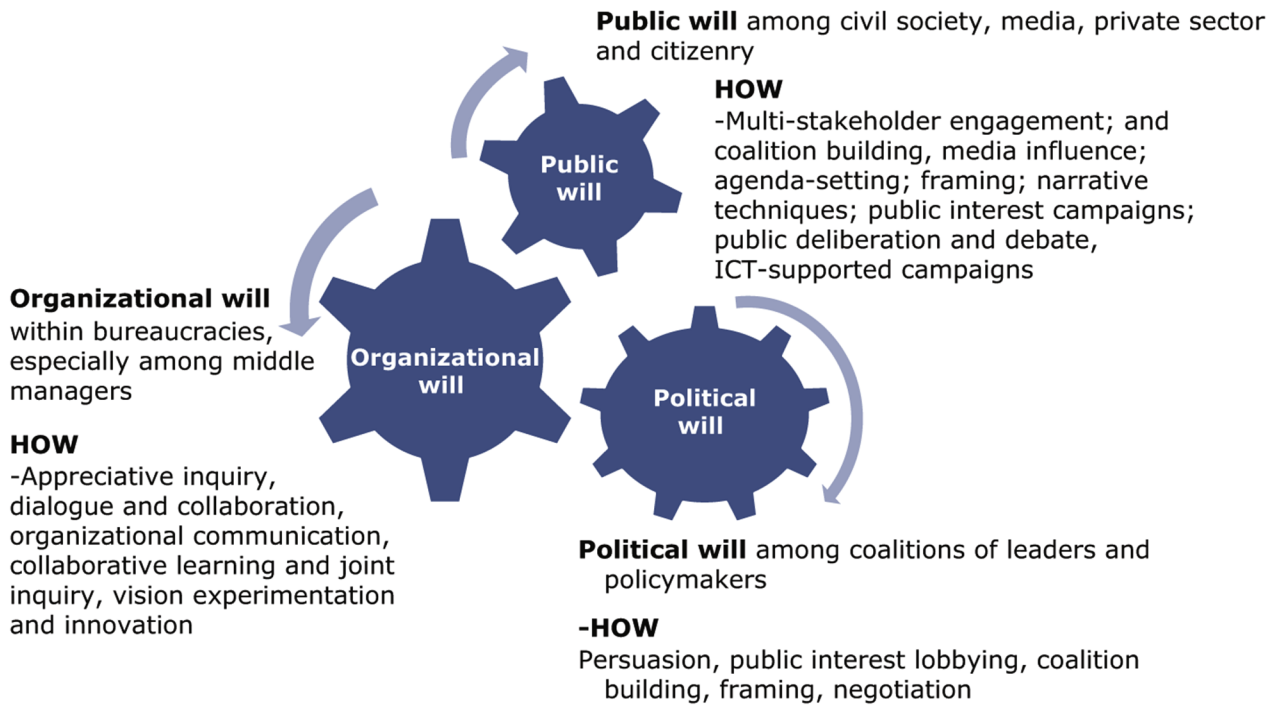 Public will among civil society, media, private sector
and citizenry
HOW
-Multi-stakeholder engagement; and
coalition building, media influence;
agenda-setting; framing; narrative
techniques; public interest campaigns;
public deliberation and debate,
ICT-supported campaigns
Public
will
Organizational will
within bureaucracies,
especially among middle
managers
HOW
-Appreciative inquiry,
dialogue and collaboration,
organizational communication,
collaborative learning and joint
inquiry, vision experimentation
and innovation
Organizational
will
Political
will
Political will among coalitions of leaders and
policymakers
-HOW
Persuasion, public interest lobbying, coalition
building, framing, negotiation